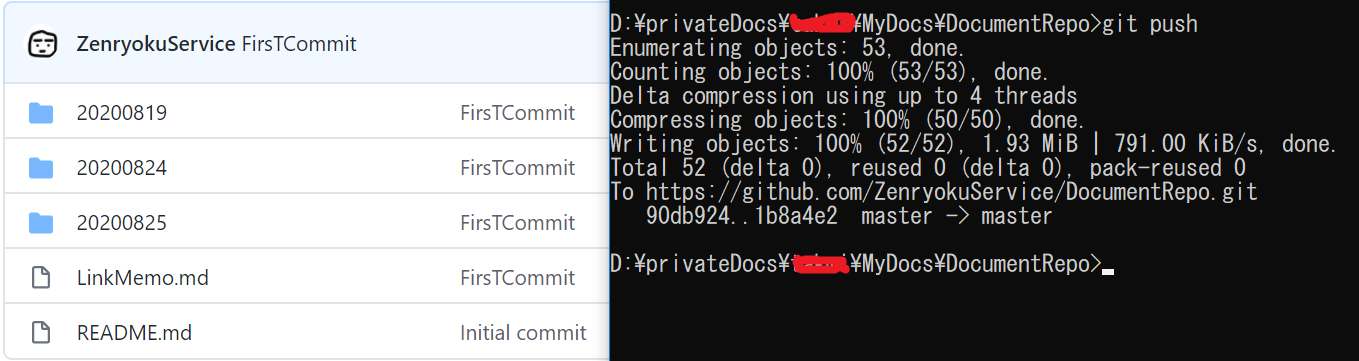 ZenryokuService FirsTCommit
20200819 FirsTCommit
20200824 FirsTCommit
20200825 FirsTCommit
LinkMemo.md FirsTCommit
README.md Initial commit
D:¥privateDocs¥ ¥MyDocs¥DocumentRepo>git push
Enumerating objects: 53, done.
Counting objects: 100% (53/53), done.
Delta compression using up to 4 threads
Compressing objects: 100% (50/50), done.
Writing objects: 100% (52/52), 1.93 MiB | 791.00 KiB/s, done.
Total 52 (delta 0), reused 0 (delta 0), pack-reused 0
To https://github.com/ZenryokuService/DocumentRepo.git
90db924..1b8a4e2 master -> master
D:¥privateDocs¥ ¥MyDocs¥DocumentRepo>